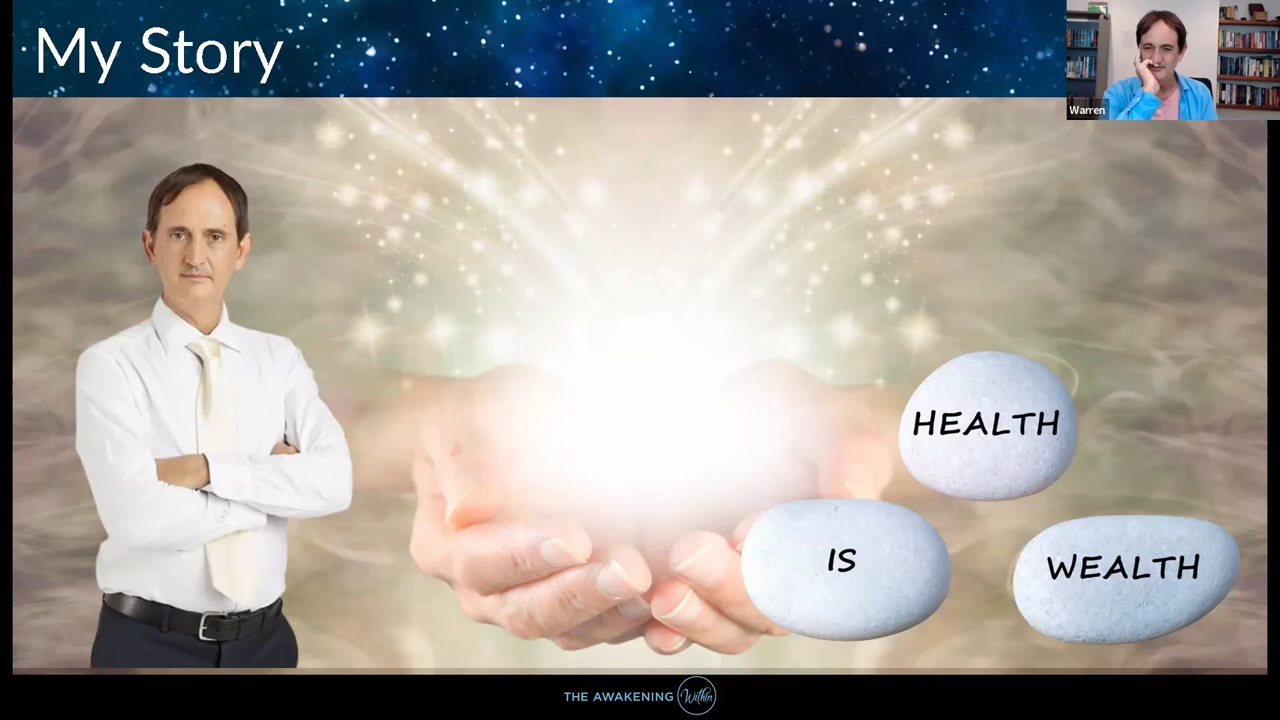 My Story
Warren
HEALTH
IS
WEALTH
THE AWAKENING Within